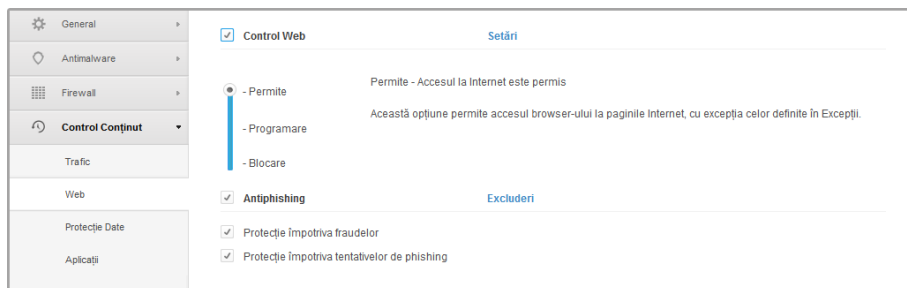 General
Antimalware
Firewall
Control Conținut
Trafic
Web
Protecție Date
Aplicații
Control Web
Setări
- Permite
- Programare
- Blocare
Permite - Accesul la Internet este permis
Această opțiune permite accesul browser-ului la paginile Internet, cu excepția celor definite în Excepții.
Antiphishing
Excluderi
Protecție împotriva fraudelor
Protecție împotriva tentativelor de phishing